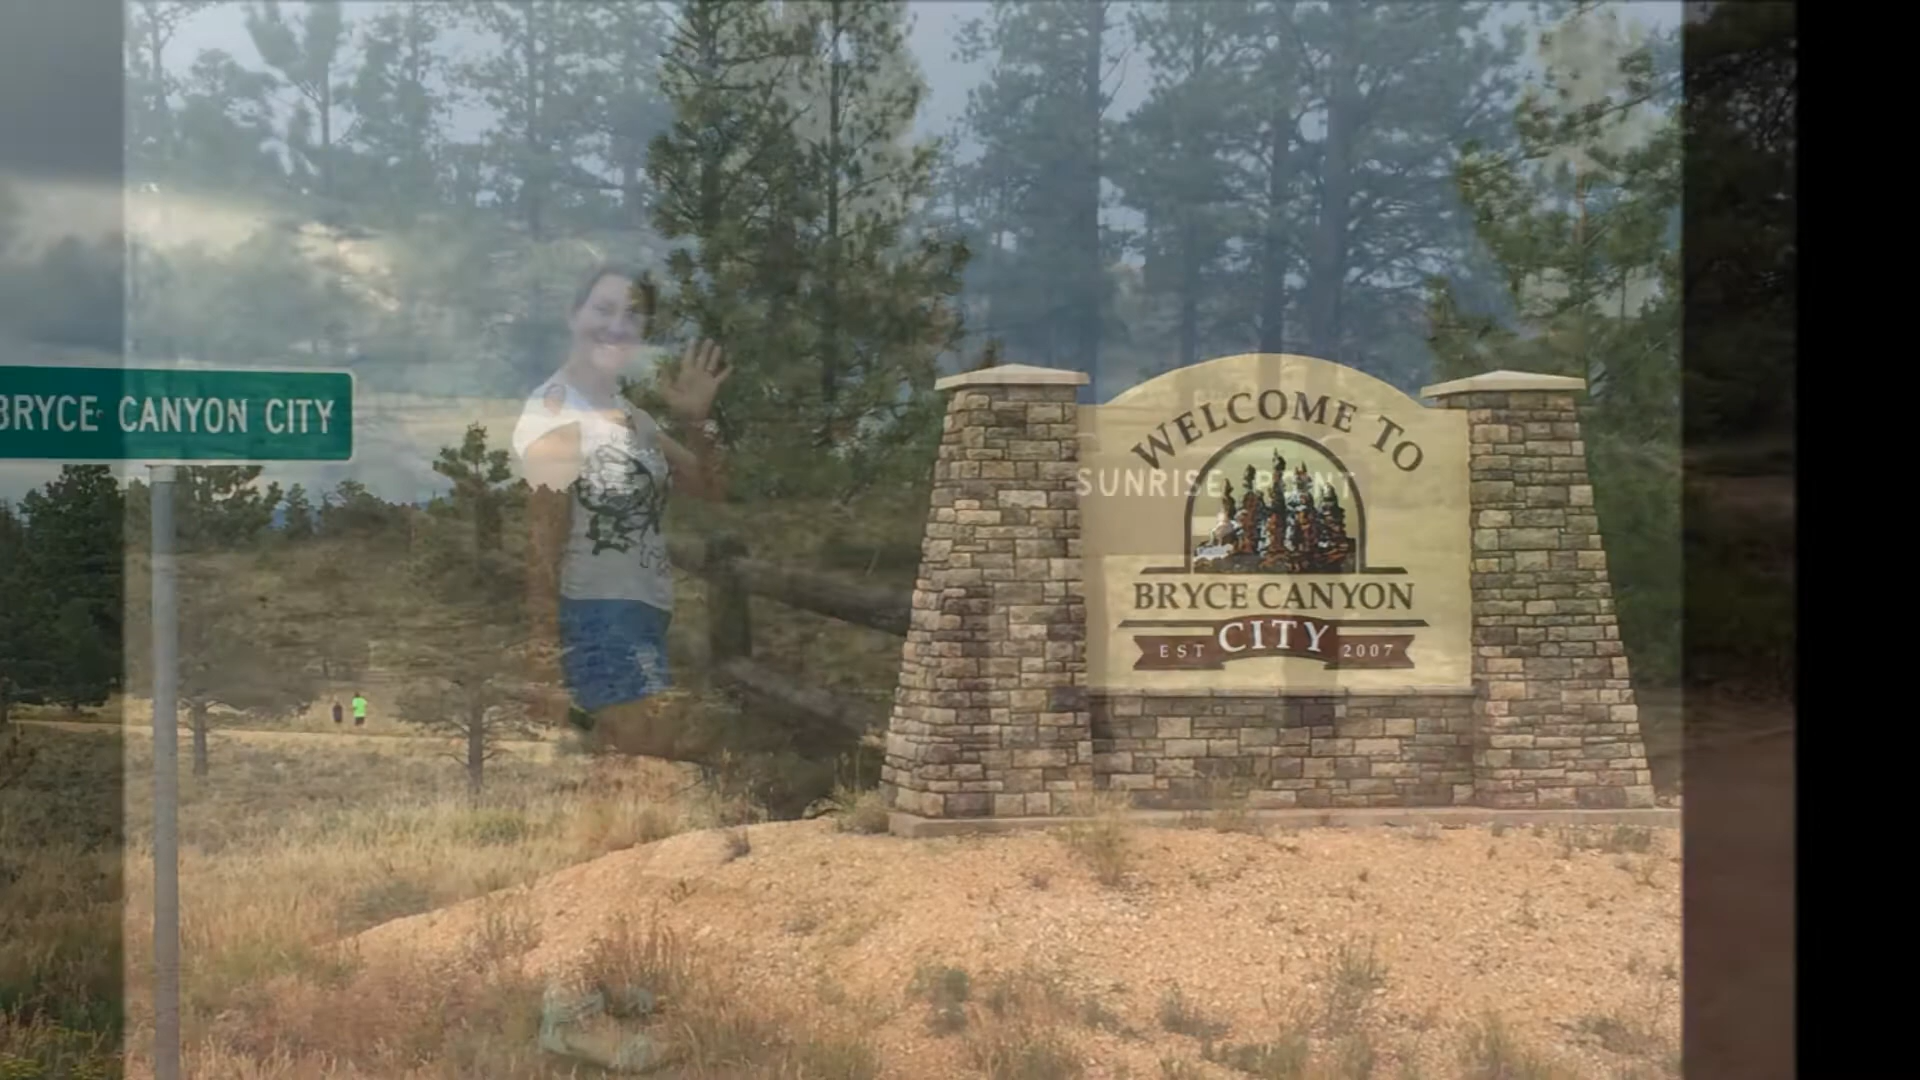 BRYCE CANYON CITY
WELCOME TO
SUNRISE POINT
BRYCE CANYON
CITY
EST 2007